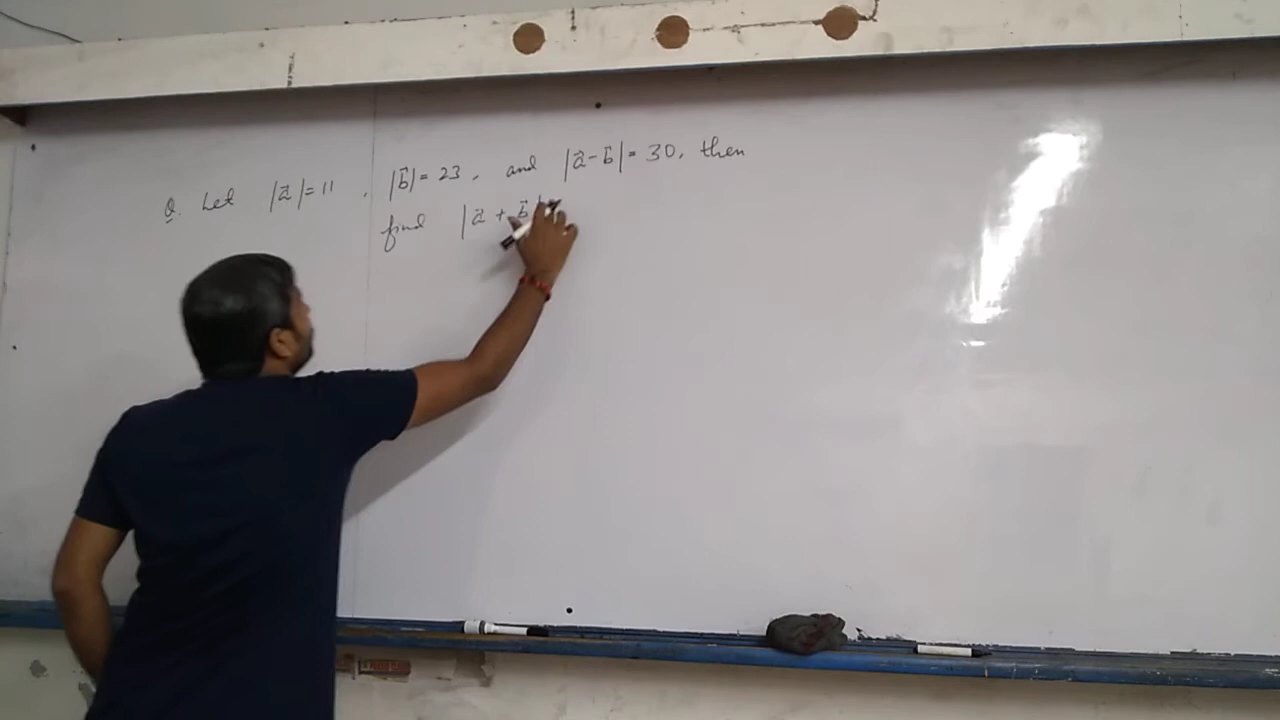 Q. Let |a⃗| = 11, |b⃗| = 23, and |a⃗ - b⃗| = 30, then
find |a⃗ + b⃗|